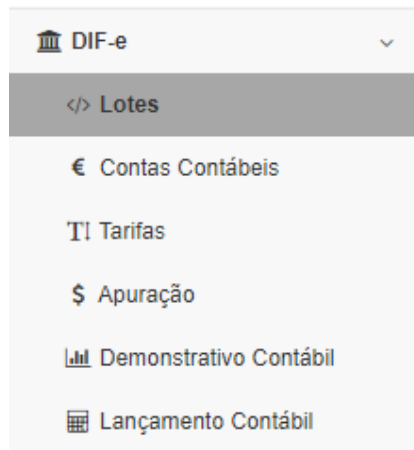 DIF-e
</> Lotes
€ Contas Contábeis
Tarifas
$ Apuração
Demonstrativo Contábil
Lançamento Contábil